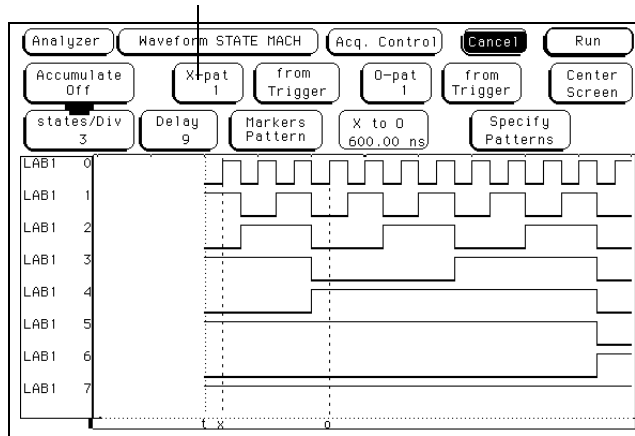 Analyzer Waveform STATE MACH Acq. Control Cancel Run
Accumulate Off X-pat 1 from Trigger O-pat 1 from Trigger Center Screen
states/Div 3 Delay 9 Markers Pattern X to O 600.00 ns Specify Patterns
LAB1 0
LAB1 1
LAB1 2
LAB1 3
LAB1 4
LAB1 5
LAB1 6
LAB1 7
t x o